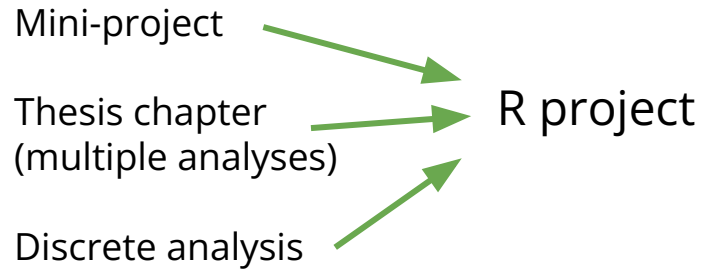 Mini-project
Thesis chapter
(multiple analyses)
Discrete analysis
R project